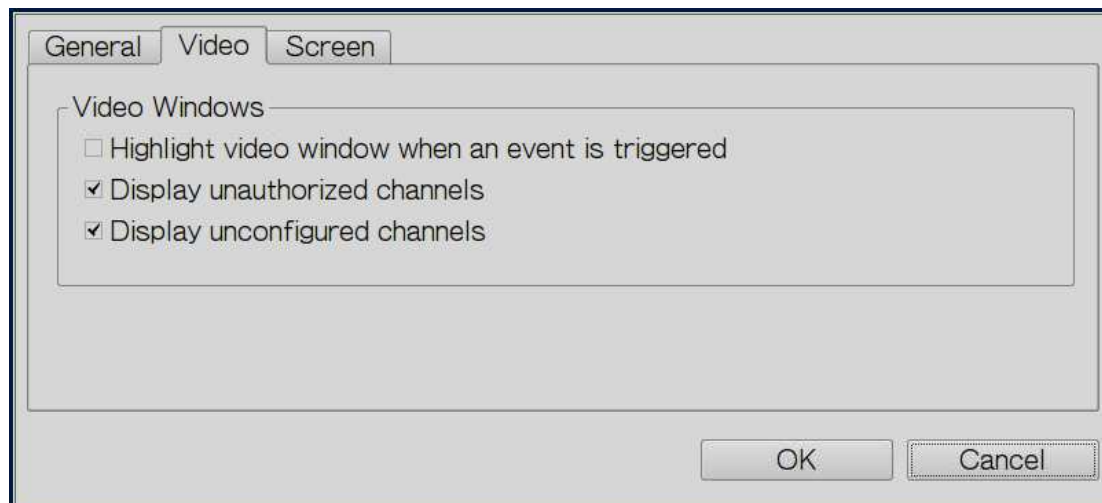 General Video Screen
Video Windows
Highlight video window when an event is triggered
Display unauthorized channels
Display unconfigured channels
OK Cancel